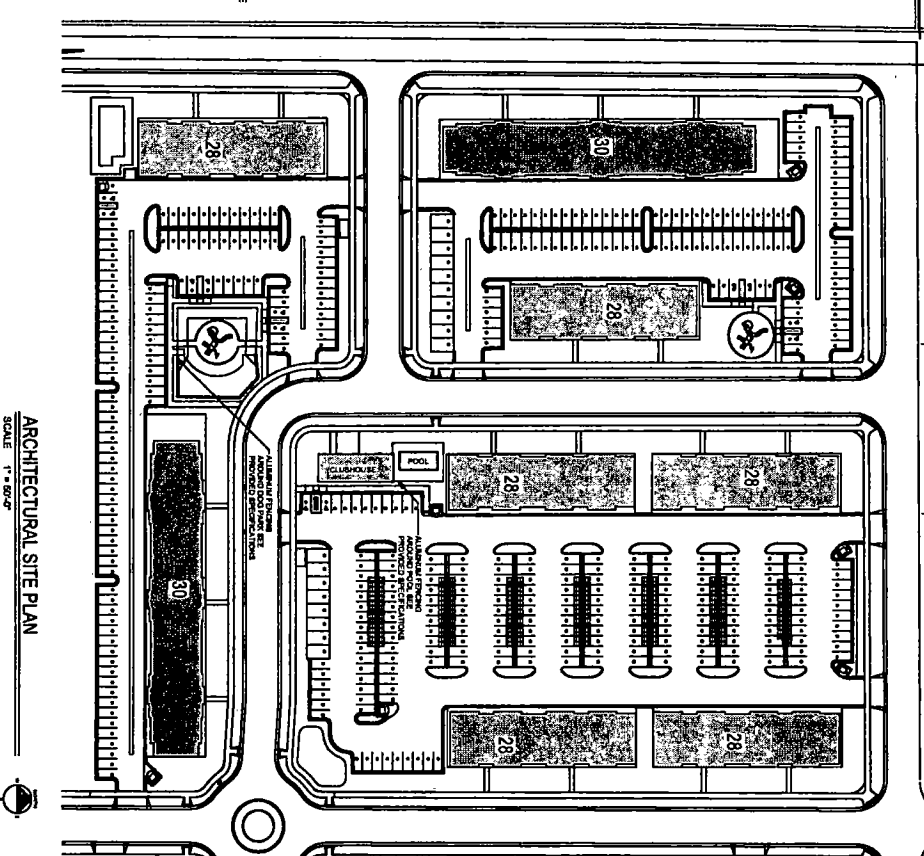 28
30
28
28
28
30
28
28
CLUBHOUSE
POOL
ALUMINUM FENCING
AROUND DOG PARK. SEE
PROVIDED SPECIFICATIONS
ALUMINUM FENCING
AROUND POOL. SEE
PROVIDED SPECIFICATIONS
ARCHITECTURAL SITE PLAN
SCALE 1" = 50'-0"